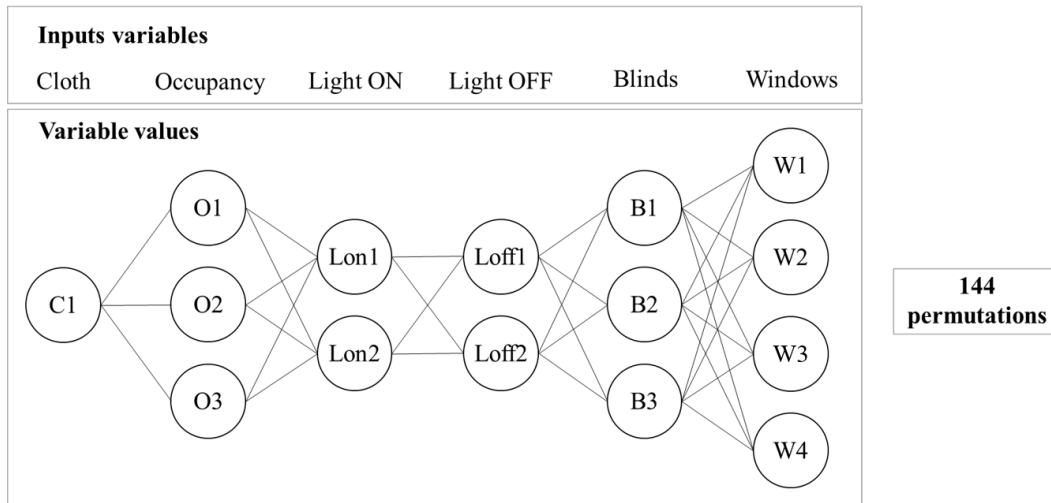 Inputs variables
Cloth Occupancy Light ON Light OFF Blinds Windows
Variable values
W1
O1 B1
Lon1 Loff1 W2
C1 O2 B2
Lon2 Loff2 W3
O3 B3
W4
144
permutations